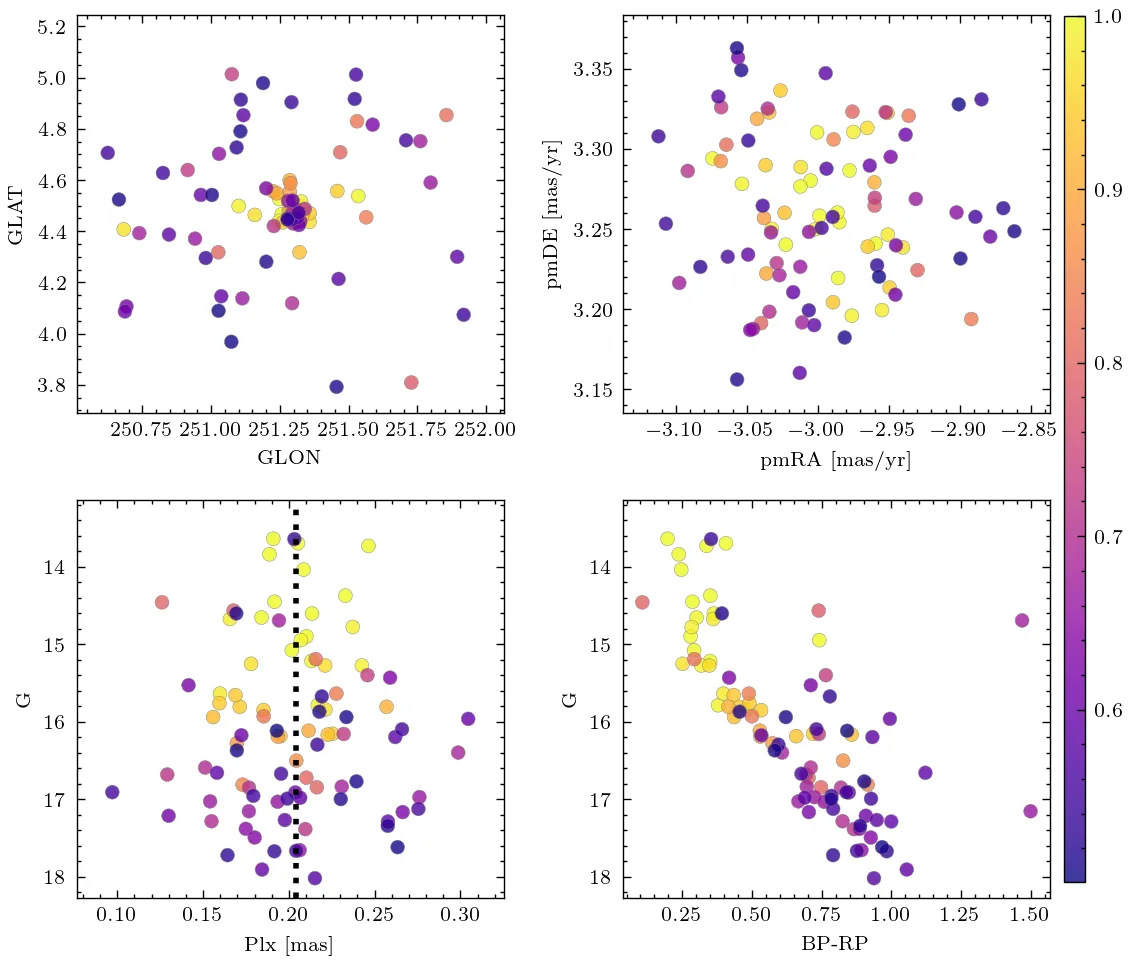 5.2
5.0
4.8
4.6
4.4
4.2
4.0
3.8
GLAT
250.75 251.00 251.25 251.50 251.75 252.00
GLON
3.35
3.30
3.25
3.20
3.15
pmDE [mas/yr]
−3.10 −3.05 −3.00 −2.95 −2.90 −2.85
pmRA [mas/yr]
1.0
0.9
0.8
0.7
0.6
14
15
16
17
18
G
0.10 0.15 0.20 0.25 0.30
Plx [mas]
14
15
16
17
18
G
0.25 0.50 0.75 1.00 1.25 1.50
BP-RP